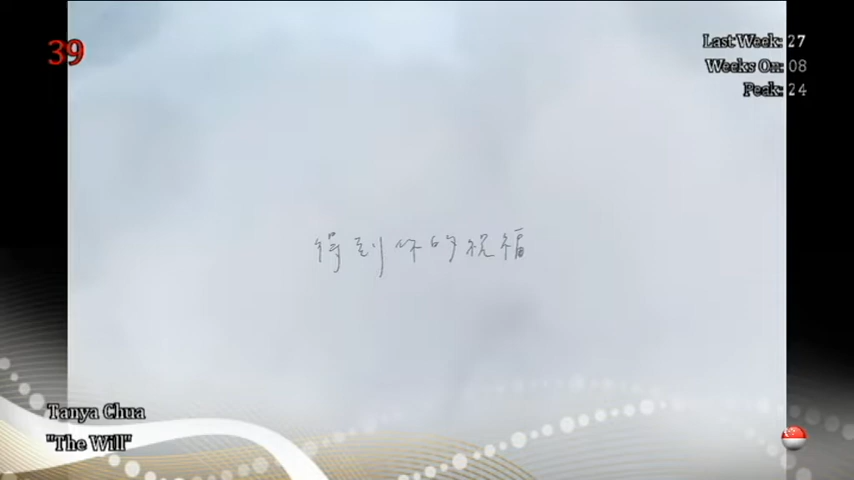 39
Last Week: 27
Weeks On: 08
Peak: 24
得到你的祝福
Tanya Chua
"The Will"